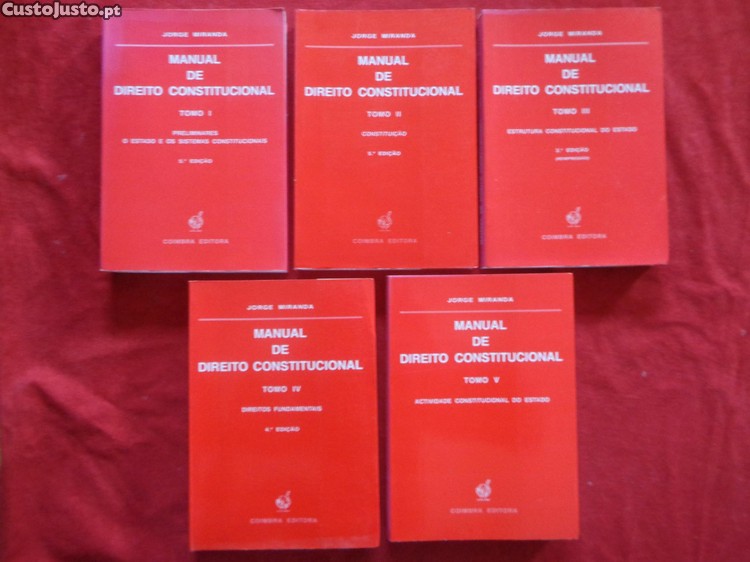 CustoJusto.pt
JORGE MIRANDA
MANUAL
DE
DIREITO CONSTITUCIONAL
TOMO I
PRELIMINARES
O ESTADO E OS SISTEMAS CONSTITUCIONAIS
COIMBRA EDITORA
JORGE MIRANDA
MANUAL
DE
DIREITO CONSTITUCIONAL
TOMO II
CONSTITUIÇÃO
COIMBRA EDITORA
JORGE MIRANDA
MANUAL
DE
DIREITO CONSTITUCIONAL
TOMO III
ESTRUTURA CONSTITUCIONAL DO ESTADO
COIMBRA EDITORA
JORGE MIRANDA
MANUAL
DE
DIREITO CONSTITUCIONAL
TOMO IV
DIREITOS FUNDAMENTAIS
4.ª EDIÇÃO
COIMBRA EDITORA
JORGE MIRANDA
MANUAL
DE
DIREITO CONSTITUCIONAL
TOMO V
ACTIVIDADE CONSTITUCIONAL DO ESTADO
COIMBRA EDITORA